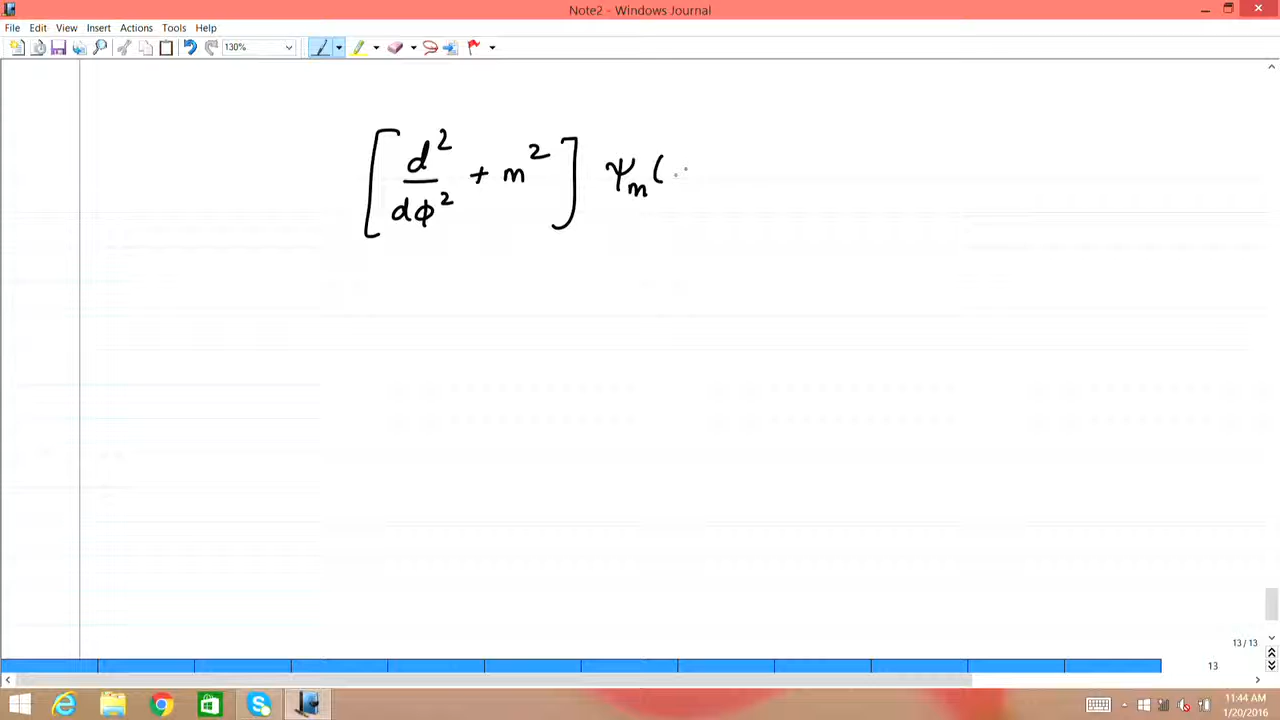 Note2 - Windows Journal
File Edit View Insert Actions Tools Help
130%
[d²/dφ² + m²] ψₘ(
13 / 13
13
11:44 AM
1/20/2016